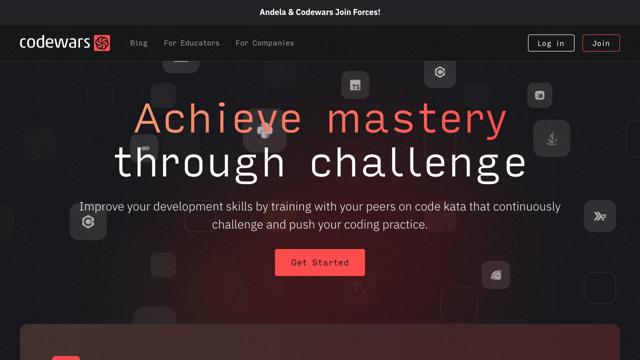 Andela & Codewars Join Forces!
codewars
Blog
For Educators
For Companies
Log in
Join
Achieve mastery
through challenge
Improve your development skills by training with your peers on code kata that continuously
challenge and push your coding practice.
Get Started
TS
GO